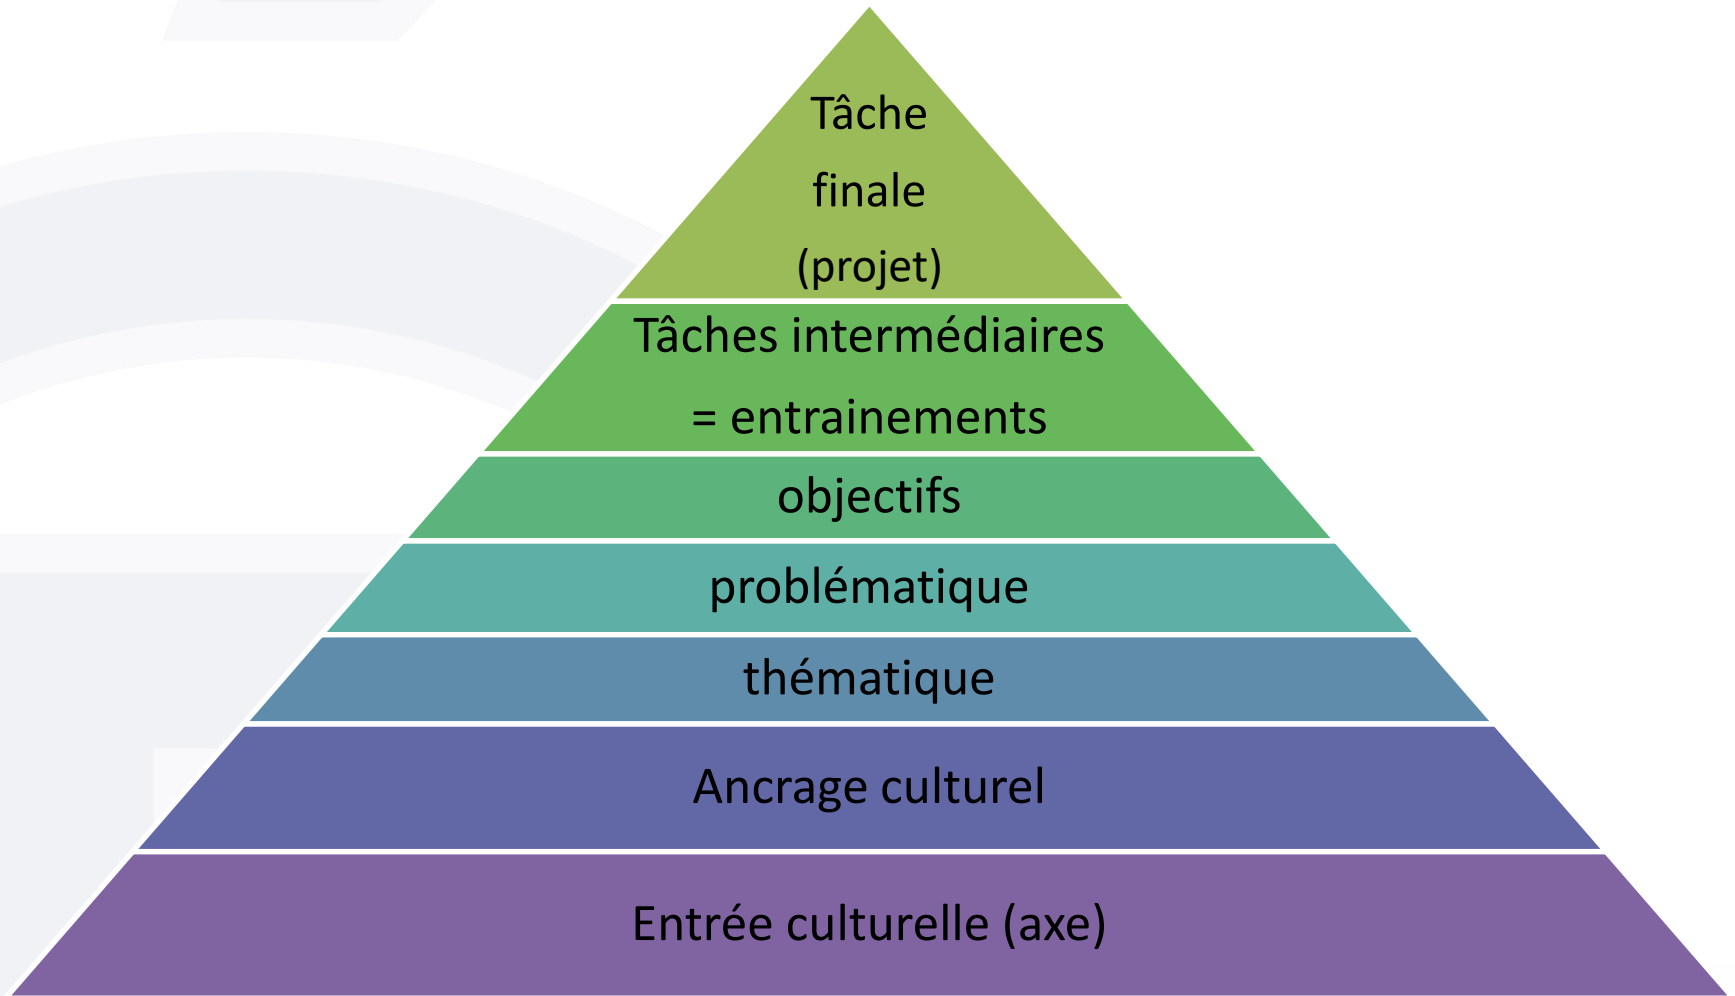 Tâche
finale
(projet)
Tâches intermédiaires
= entrainements
objectifs
problématique
thématique
Ancrage culturel
Entrée culturelle (axe)